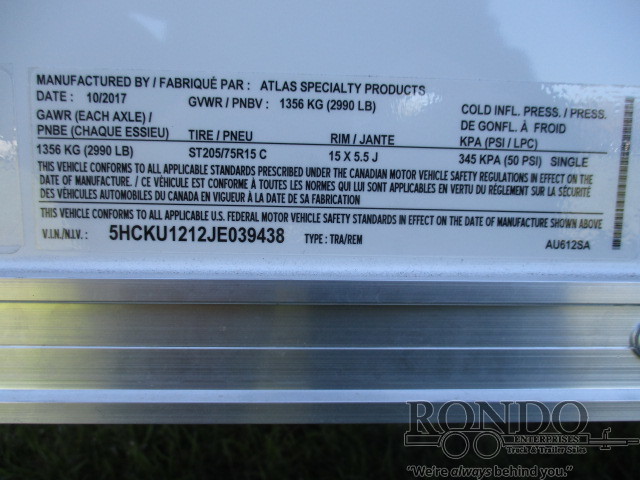 MANUFACTURED BY / FABRIQUÉ PAR : ATLAS SPECIALTY PRODUCTS
DATE : 10/2017 GVWR / PNBV : 1356 KG (2990 LB)
GAWR (EACH AXLE) / PNBE (CHAQUE ESSIEU) TIRE / PNEU RIM / JANTE COLD INFL. PRESS. / PRESS. DE GONFL. À FROID KPA (PSI / LPC)
1356 KG (2990 LB) ST205/75R15 C 15 X 5.5 J 345 KPA (50 PSI) SINGLE
THIS VEHICLE CONFORMS TO ALL APPLICABLE STANDARDS PRESCRIBED UNDER THE CANADIAN MOTOR VEHICLE SAFETY REGULATIONS IN EFFECT ON THE
DATE OF MANUFACTURE. / CE VÉHICULE EST CONFORME À TOUTES LES NORMES QUI LUI SONT APPLICABLES EN VERTU DU RÈGLEMENT SUR LA SÉCURITÉ
DES VÉHICULES AUTOMOBILES DU CANADA EN VIGUEUR À LA DATE DE SA FABRICATION
THIS VEHICLE CONFORMS TO ALL APPLICABLE U.S. FEDERAL MOTOR VEHICLE SAFETY STANDARDS IN EFFECT ON THE DATE OF MANUFACTURE SHOWN ABOVE.
V.I.N./N.I.V.: 5HCKU1212JE039438 TYPE: TRA/REM AU612SA
RONDO
ENTERPRISES
Truck & Trailer Sales
"We're always behind you."